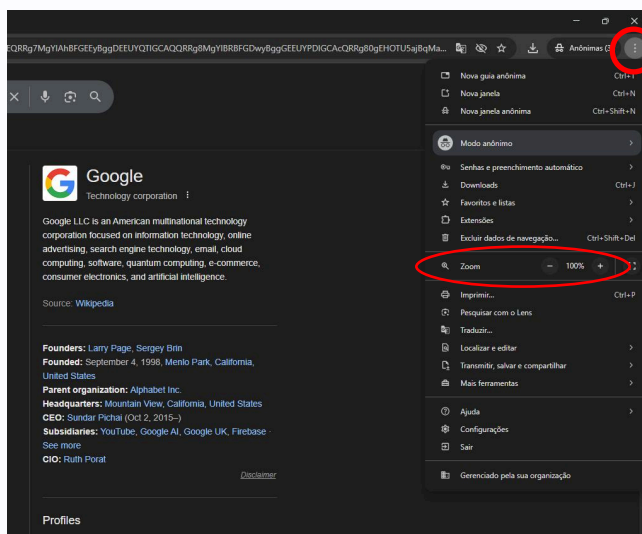 Anônimas (3
Nova guia anônima Ctrl+T
Nova janela Ctrl+N
Nova janela anônima Ctrl+Shift+N
Modo anônimo
Senhas e preenchimento automático
Downloads Ctrl+J
Favoritos e listas
Extensões
Excluir dados de navegação... Ctrl+Shift+Del
Zoom − 100% +
Imprimir... Ctrl+P
Pesquisar com o Lens
Traduzir...
Localizar e editar
Transmitir, salvar e compartilhar
Mais ferramentas
Ajuda
Configurações
Sair
Gerenciado pela sua organização
Google
Technology corporation
Google LLC is an American multinational technology
corporation focused on information technology, online
advertising, search engine technology, email, cloud
computing, software, quantum computing, e-commerce,
consumer electronics, and artificial intelligence.
Source: Wikipedia
Founders: Larry Page, Sergey Brin
Founded: September 4, 1998, Menlo Park, California,
United States
Parent organization: Alphabet Inc.
Headquarters: Mountain View, California, United States
CEO: Sundar Pichai (Oct 2, 2015–)
Subsidiaries: YouTube, Google AI, Google UK, Firebase ·
See more
CIO: Ruth Porat
Disclaimer
Profiles